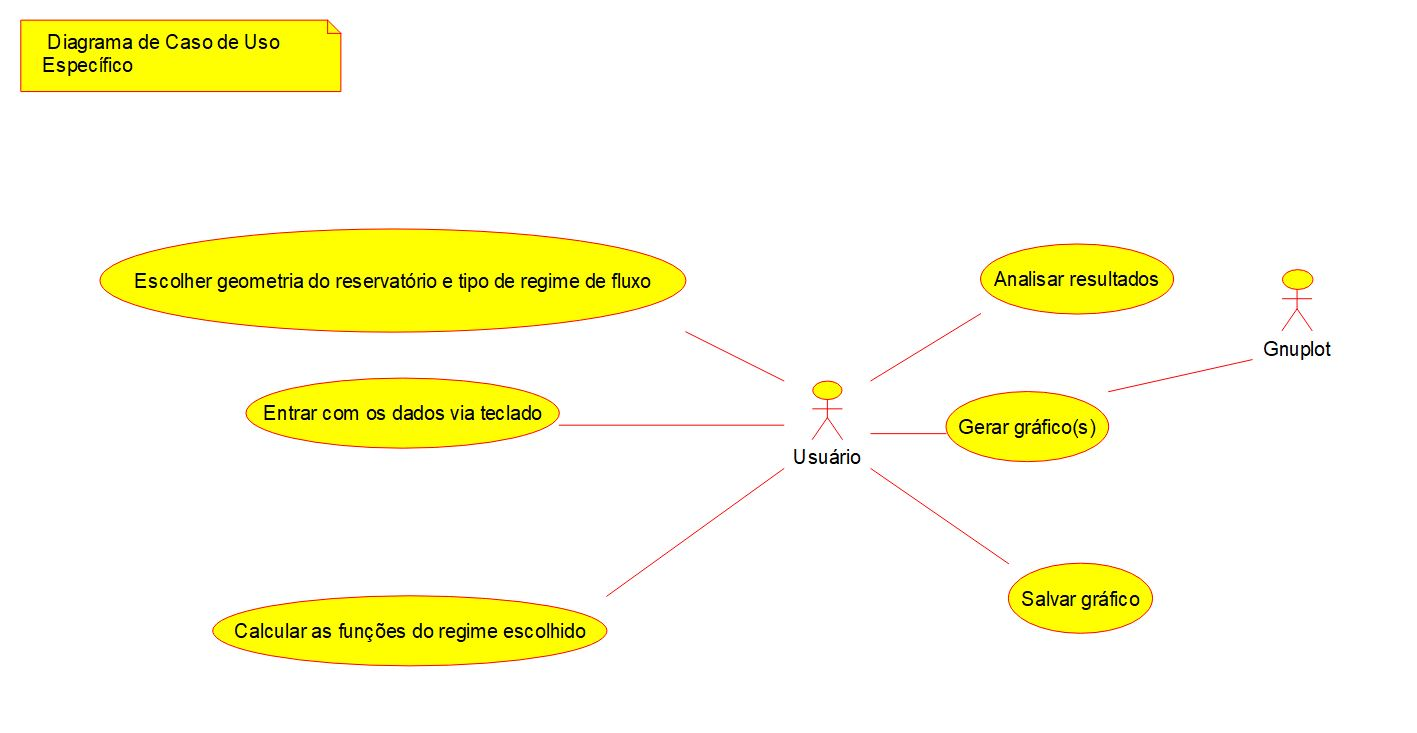 Diagrama de Caso de Uso
Específico
Escolher geometria do reservatório e tipo de regime de fluxo
Analisar resultados
Gnuplot
Entrar com os dados via teclado
Gerar gráfico(s)
Usuário
Salvar gráfico
Calcular as funções do regime escolhido